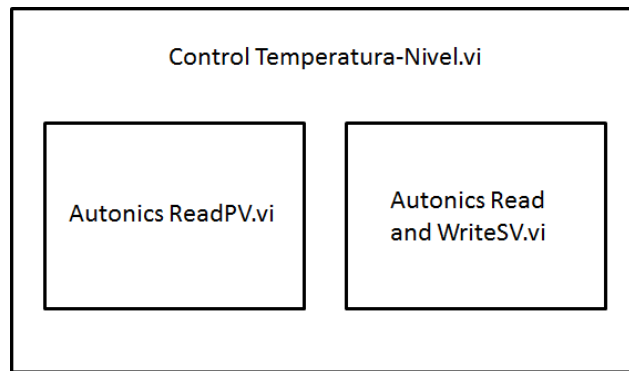 Control Temperatura-Nivel.vi
Autonics ReadPV.vi
Autonics Read
and WriteSV.vi